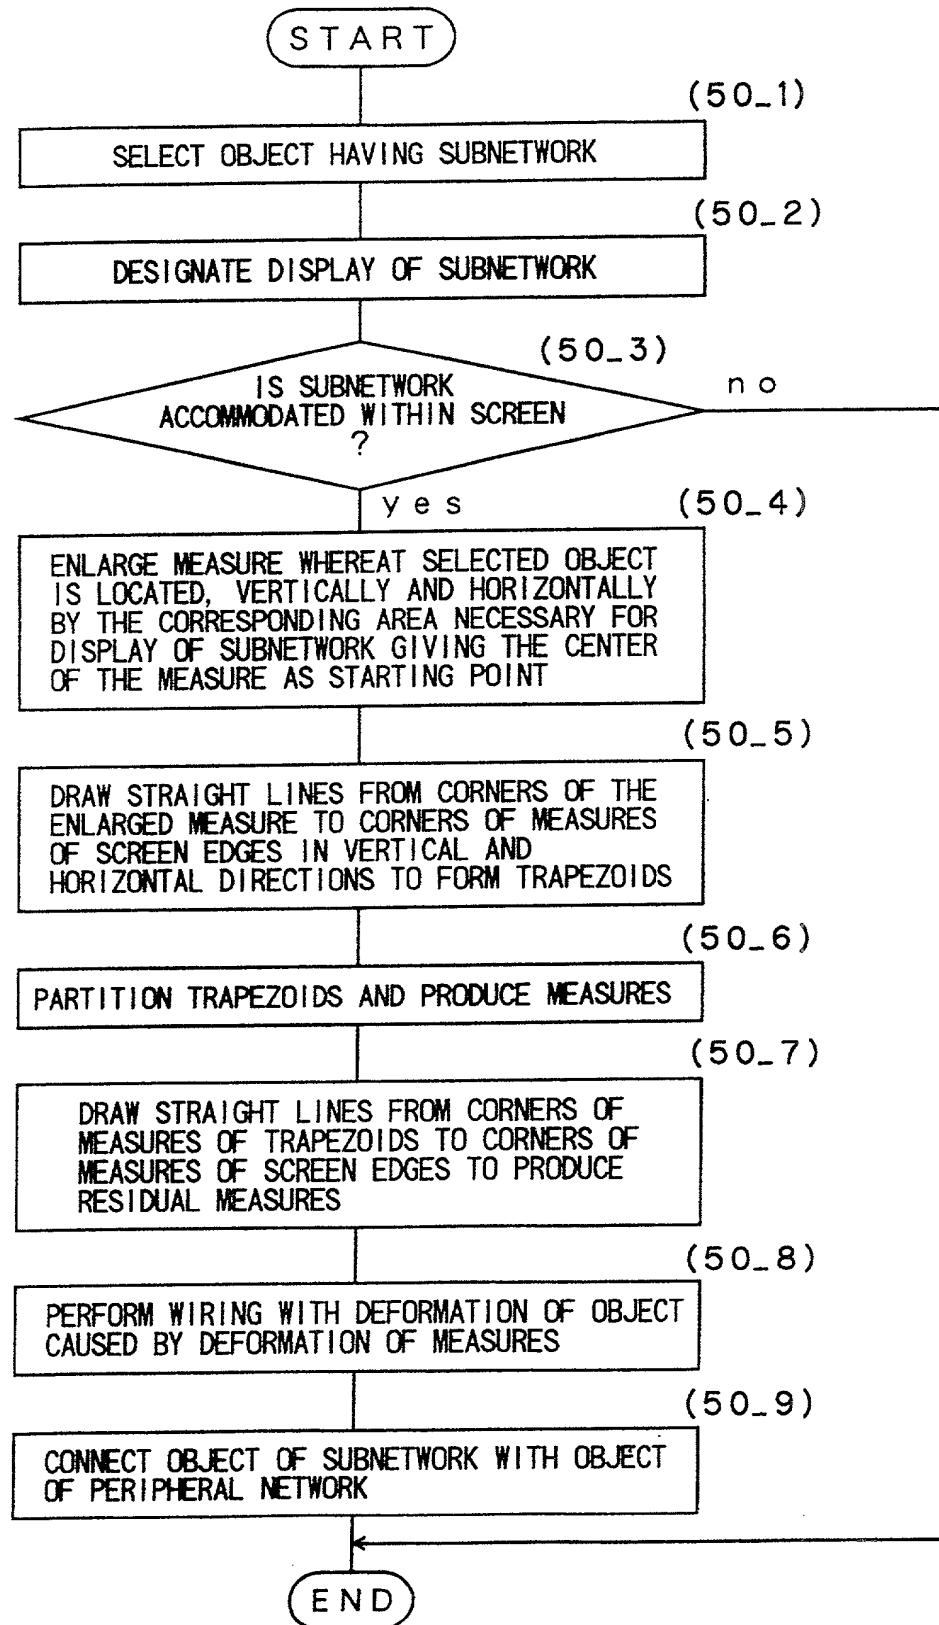 START
(50_1)
SELECT OBJECT HAVING SUBNETWORK
(50_2)
DESIGNATE DISPLAY OF SUBNETWORK
(50_3)
IS SUBNETWORK
ACCOMMODATED WITHIN SCREEN
?
no
yes
(50_4)
ENLARGE MEASURE WHEREAT SELECTED OBJECT
IS LOCATED, VERTICALLY AND HORIZONTALLY
BY THE CORRESPONDING AREA NECESSARY FOR
DISPLAY OF SUBNETWORK GIVING THE CENTER
OF THE MEASURE AS STARTING POINT
(50_5)
DRAW STRAIGHT LINES FROM CORNERS OF THE
ENLARGED MEASURE TO CORNERS OF MEASURES
OF SCREEN EDGES IN VERTICAL AND
HORIZONTAL DIRECTIONS TO FORM TRAPEZOIDS
(50_6)
PARTITION TRAPEZOIDS AND PRODUCE MEASURES
(50_7)
DRAW STRAIGHT LINES FROM CORNERS OF
MEASURES OF TRAPEZOIDS TO CORNERS OF
MEASURES OF SCREEN EDGES TO PRODUCE
RESIDUAL MEASURES
(50_8)
PERFORM WIRING WITH DEFORMATION OF OBJECT
CAUSED BY DEFORMATION OF MEASURES
(50_9)
CONNECT OBJECT OF SUBNETWORK WITH OBJECT
OF PERIPHERAL NETWORK
END